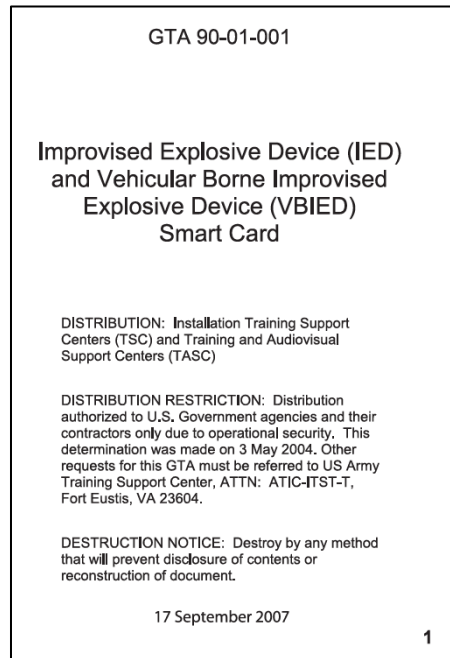 GTA 90-01-001
Improvised Explosive Device (IED)
and Vehicular Borne Improvised
Explosive Device (VBIED)
Smart Card
DISTRIBUTION: Installation Training Support
Centers (TSC) and Training and Audiovisual
Support Centers (TASC)
DISTRIBUTION RESTRICTION: Distribution
authorized to U.S. Government agencies and their
contractors only due to operational security. This
determination was made on 3 May 2004. Other
requests for this GTA must be referred to US Army
Training Support Center, ATTN: ATIC-ITST-T,
Fort Eustis, VA 23604.
DESTRUCTION NOTICE: Destroy by any method
that will prevent disclosure of contents or
reconstruction of document.
17 September 2007
1